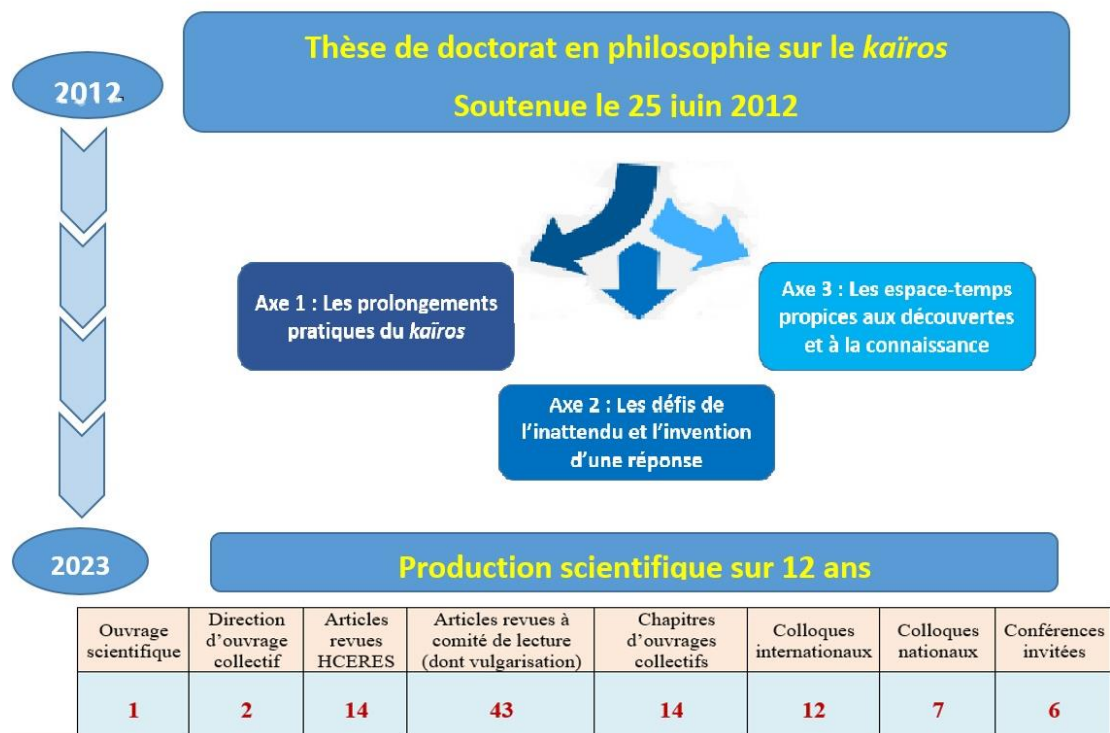 Thèse de doctorat en philosophie sur le kaïros
Soutenue le 25 juin 2012
2012
Axe 1 : Les prolongements
pratiques du kaïros
Axe 3 : Les espace-temps
propices aux découvertes
et à la connaissance
Axe 2 : Les défis de
l'inattendu et l'invention
d'une réponse
2023
Production scientifique sur 12 ans
Ouvrage
scientifique
Direction
d'ouvrage
collectif
Articles
revues
HCERES
Articles revues à
comité de lecture
(dont vulgarisation)
Chapitres
d'ouvrages
collectifs
Colloques
internationaux
Colloques
nationaux
Conférences
invitées
1
2
14
43
14
12
7
6